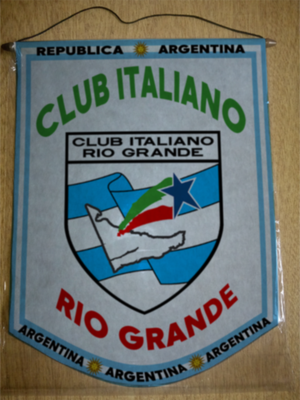 REPUBLICA ARGENTINA
CLUB ITALIANO
CLUB ITALIANO
RIO GRANDE
RIO GRANDE
ARGENTINA ARGENTINA ARGENTINA